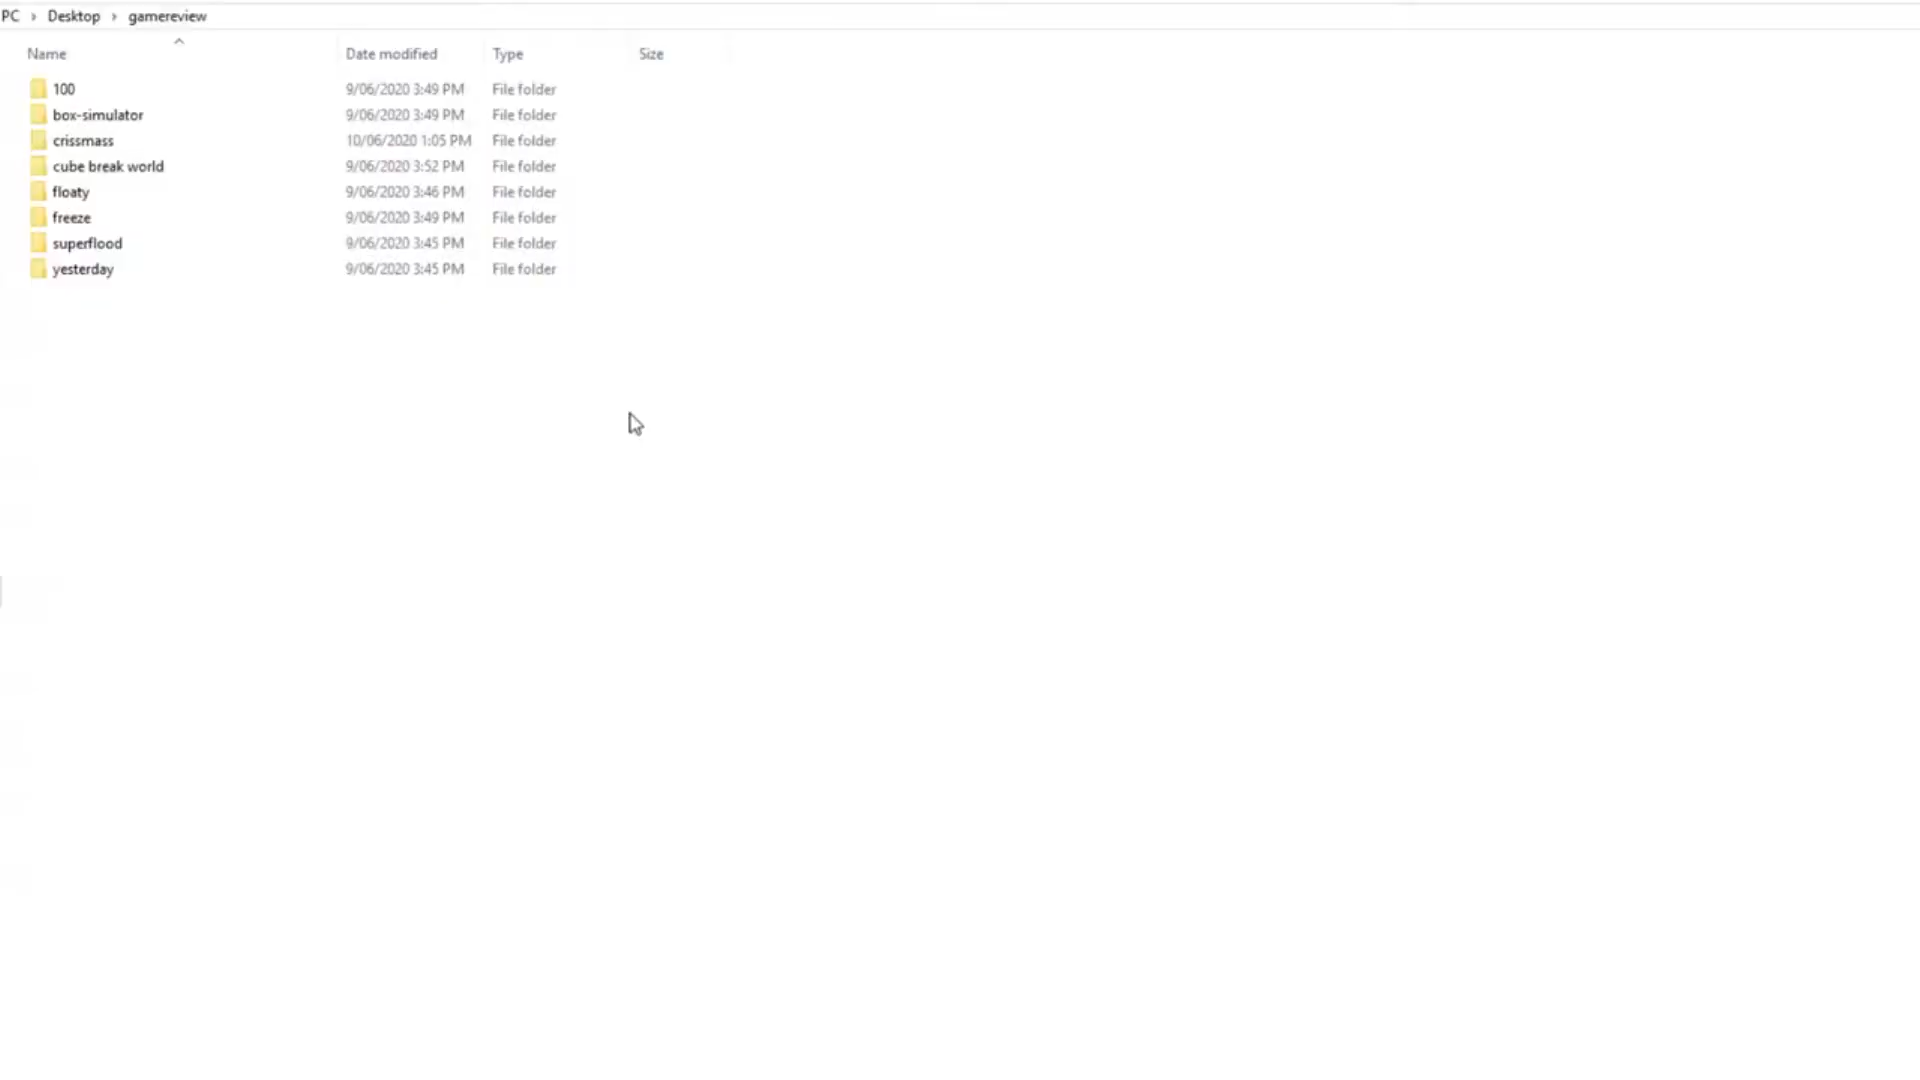 PC > Desktop > gamereview
Name Date modified Type Size
100 9/06/2020 3:49 PM File folder
box-simulator 9/06/2020 3:49 PM File folder
crissmass 10/06/2020 1:05 PM File folder
cube break world 9/06/2020 3:52 PM File folder
floaty 9/06/2020 3:46 PM File folder
freeze 9/06/2020 3:49 PM File folder
superflood 9/06/2020 3:45 PM File folder
yesterday 9/06/2020 3:45 PM File folder